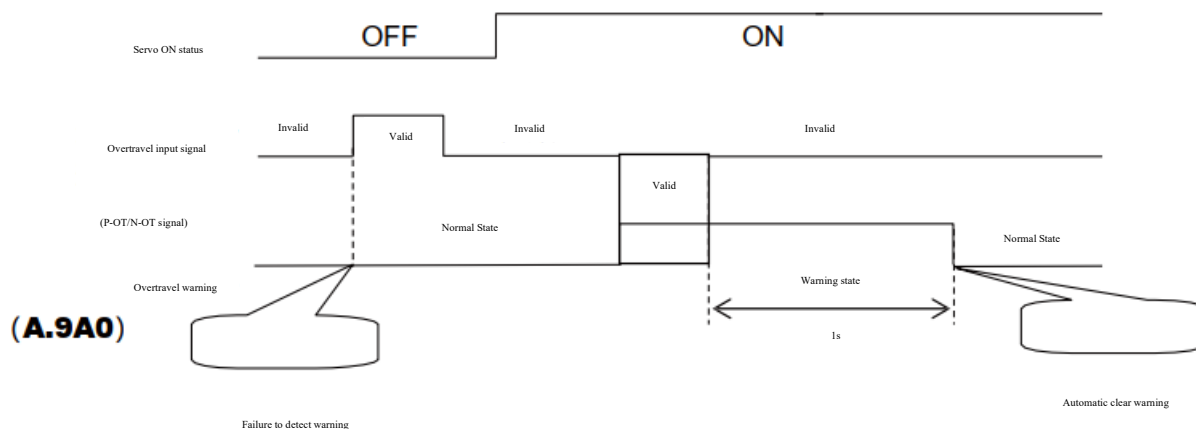 OFF
ON
Servo ON status
Invalid
Valid
Invalid
Invalid
Overtravel input signal
Valid
(P-OT/N-OT signal)
Normal State
Normal State
Overtravel warning
Warning state
(A.9A0)
1s
Automatic clear warning
Failure to detect warning